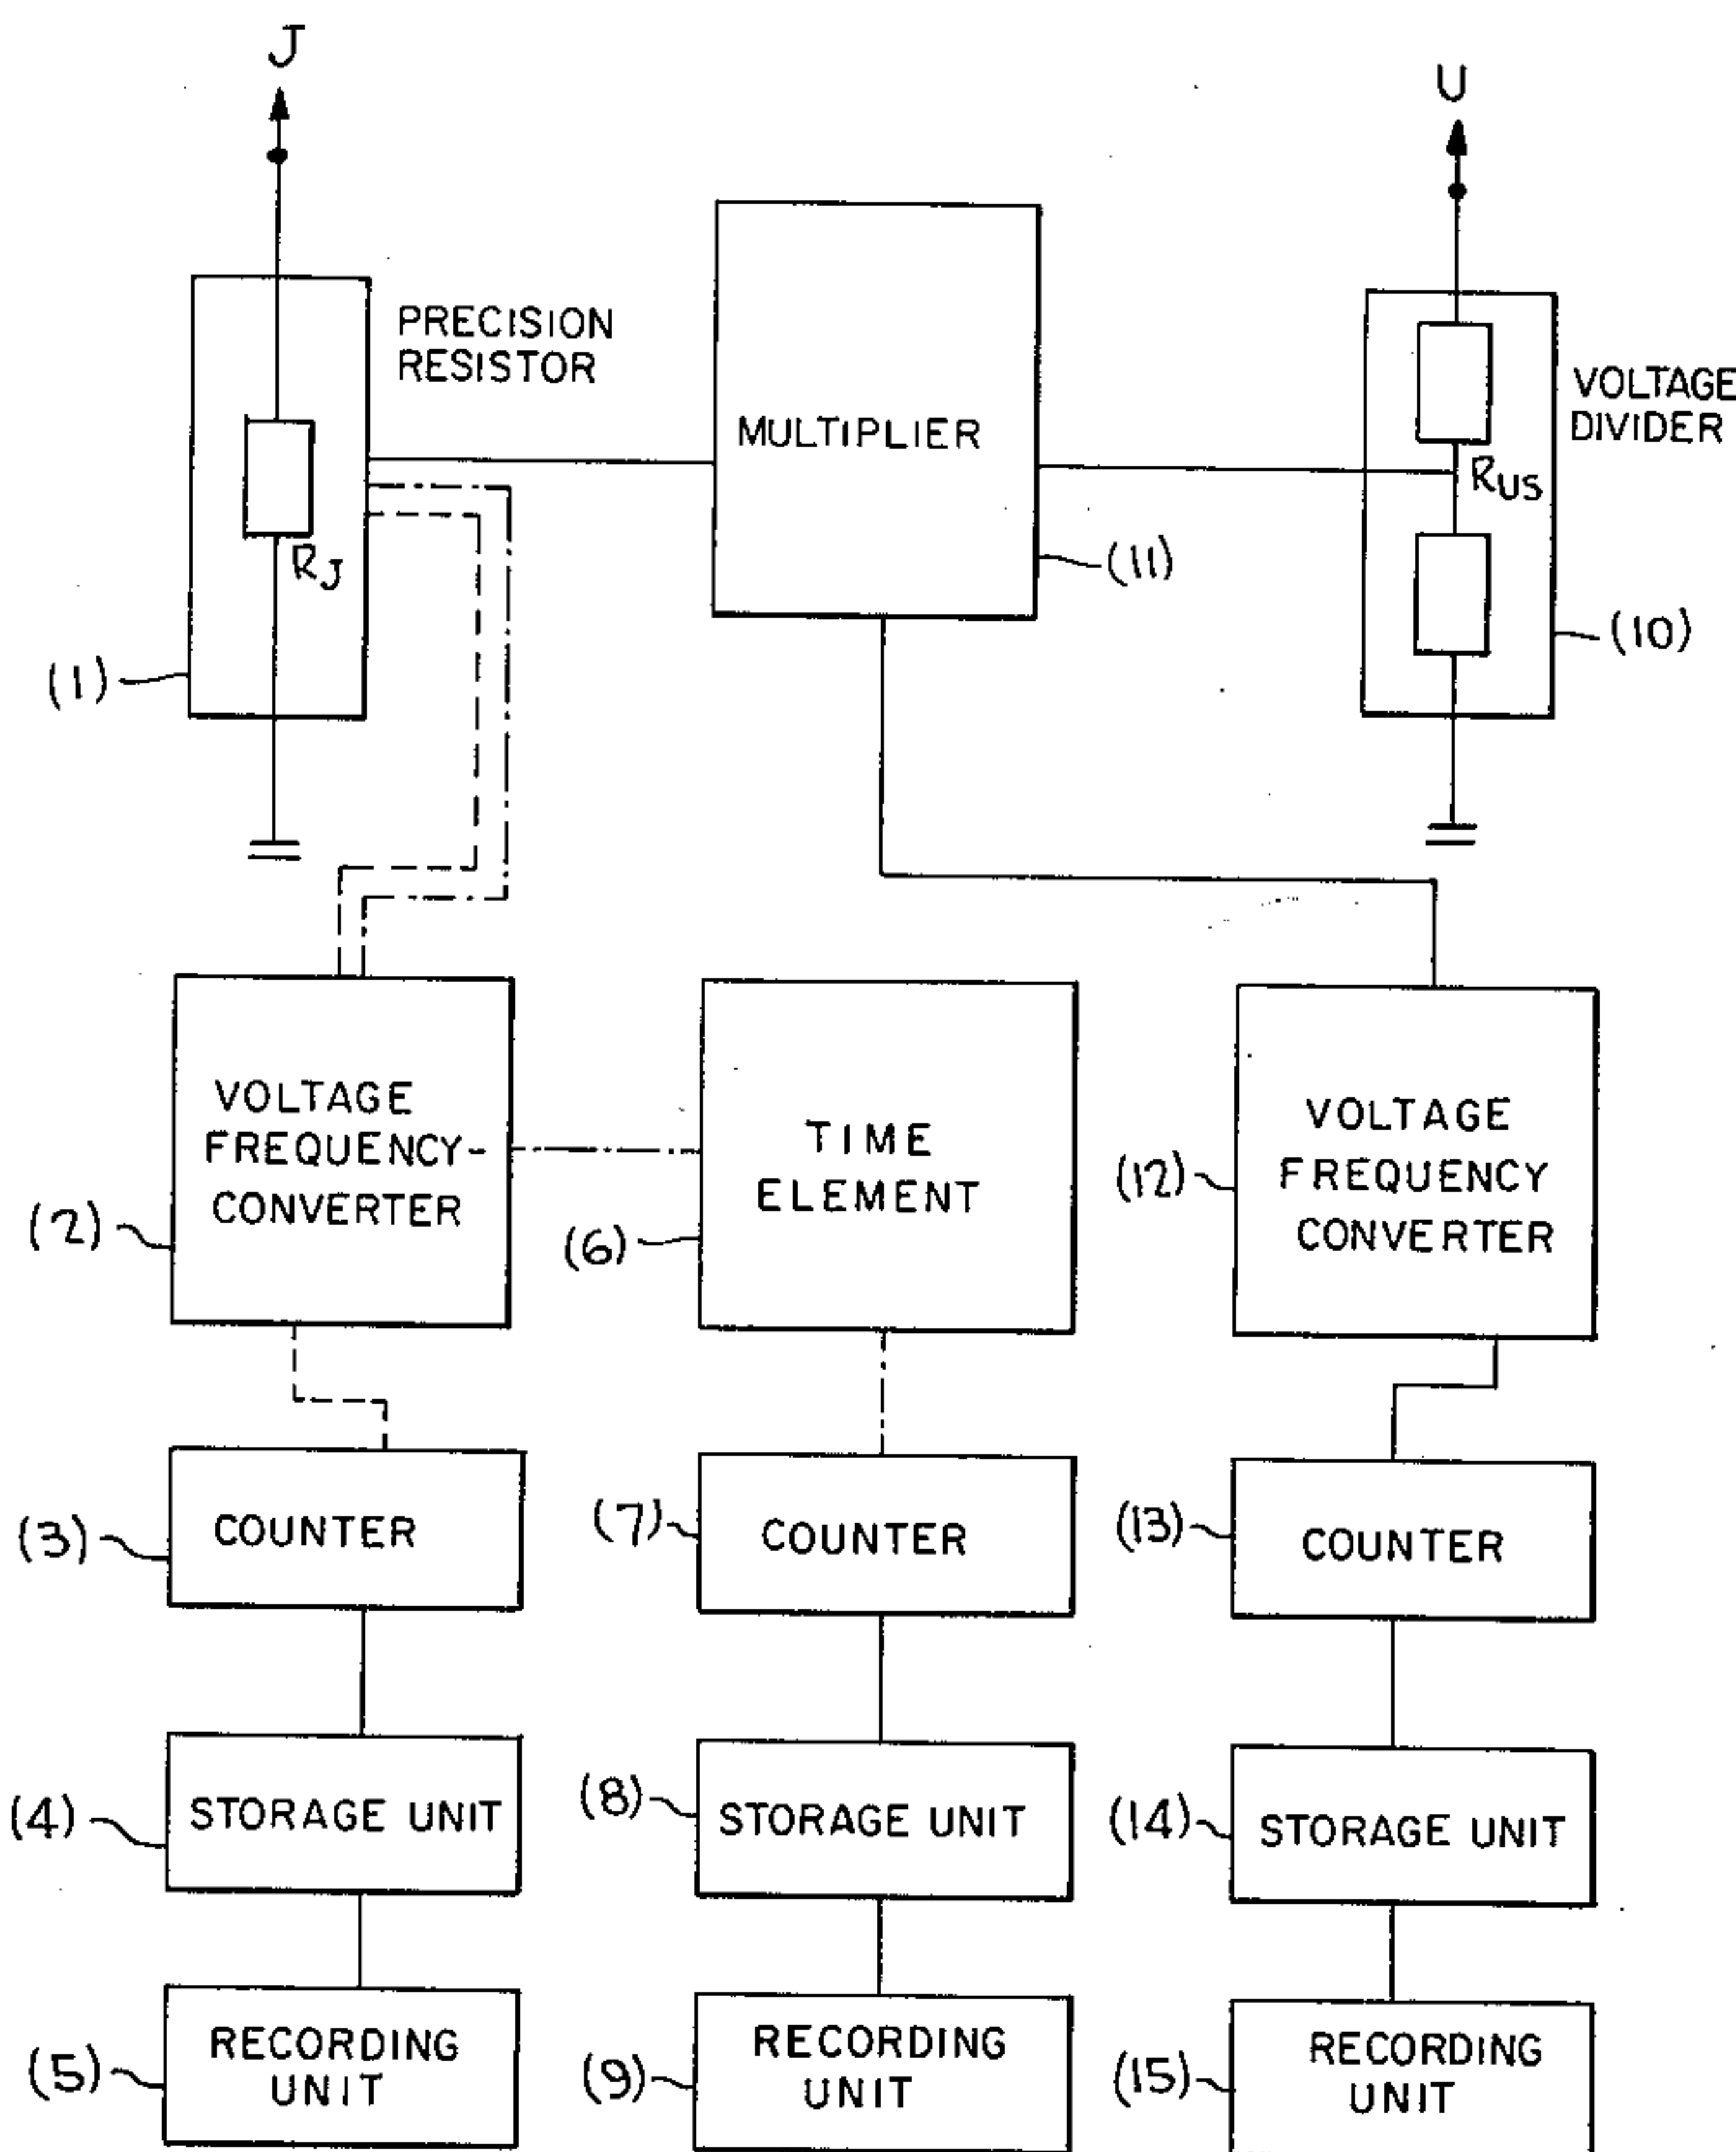 J
U
PRECISION
RESISTOR
MULTIPLIER
VOLTAGE
DIVIDER
RJ
RUS
(1)
(11)
(10)
VOLTAGE
FREQUENCY-
CONVERTER
(2)
TIME
ELEMENT
(6)
VOLTAGE
FREQUENCY
CONVERTER
(12)
(3)
COUNTER
(7)
COUNTER
(13)
COUNTER
(4)
STORAGE UNIT
(8)
STORAGE UNIT
(14)
STORAGE UNIT
(5)
RECORDING
UNIT
(9)
RECORDING
UNIT
(15)
RECORDING
UNIT